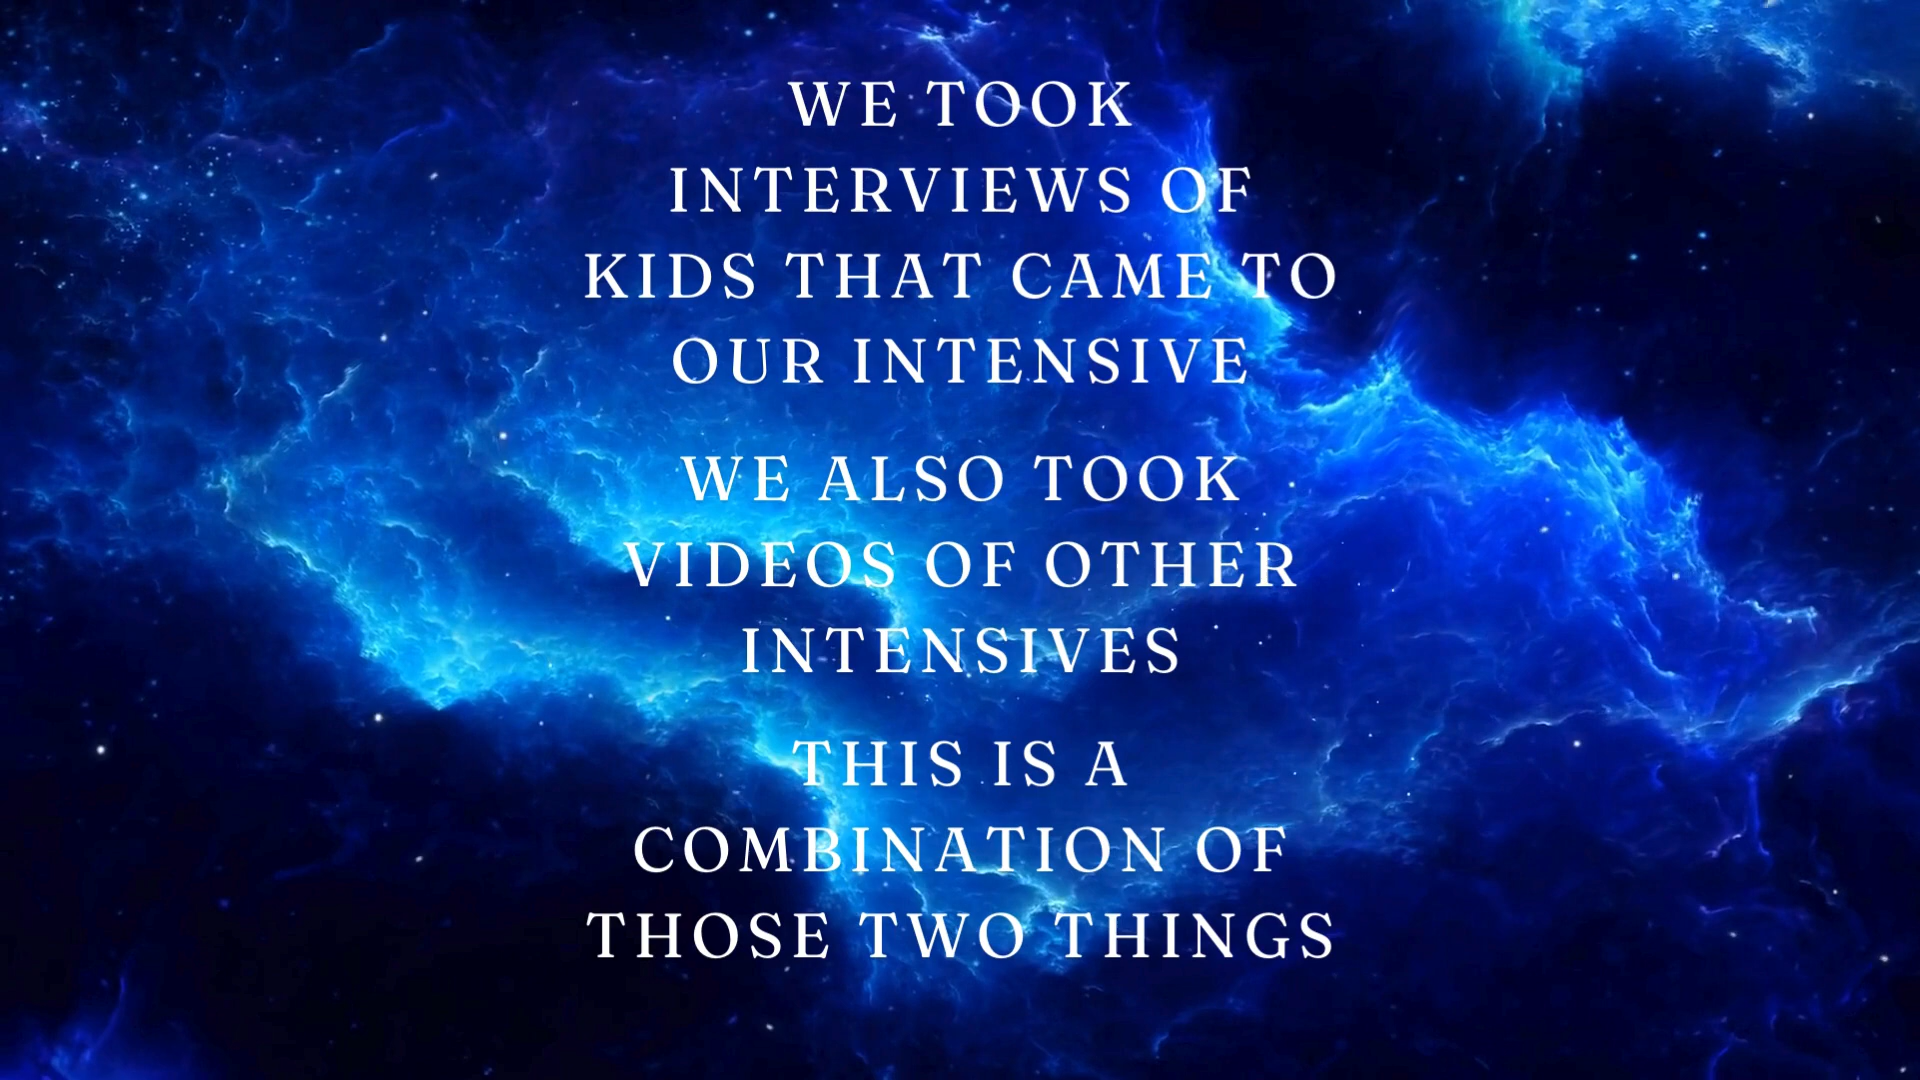 WE TOOK
INTERVIEWS OF
KIDS THAT CAME TO
OUR INTENSIVE
WE ALSO TOOK
VIDEOS OF OTHER
INTENSIVES
THIS IS A
COMBINATION OF
THOSE TWO THINGS